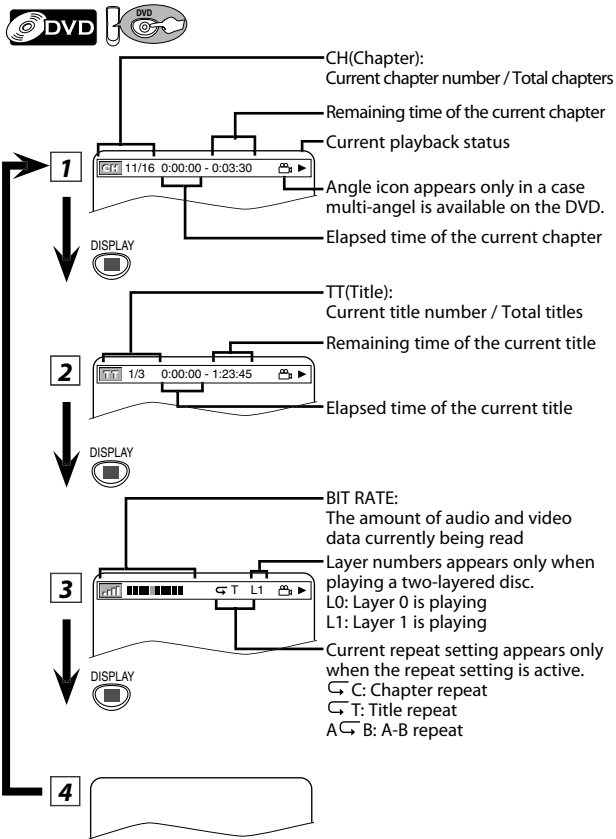 DVD
DVD
CH(Chapter):
Current chapter number / Total chapters
Remaining time of the current chapter
Current playback status
1
CH 11/16 0:00:00 - 0:03:30
Angle icon appears only in a case
multi-angel is available on the DVD.
Elapsed time of the current chapter
DISPLAY
TT(Title):
Current title number / Total titles
Remaining time of the current title
2
TT 1/3 0:00:00 - 1:23:45
Elapsed time of the current title
DISPLAY
BIT RATE:
The amount of audio and video
data currently being read
Layer numbers appears only when
playing a two-layered disc.
L0: Layer 0 is playing
L1: Layer 1 is playing
3
T L1
Current repeat setting appears only
when the repeat setting is active.
C: Chapter repeat
T: Title repeat
A B: A-B repeat
DISPLAY
4